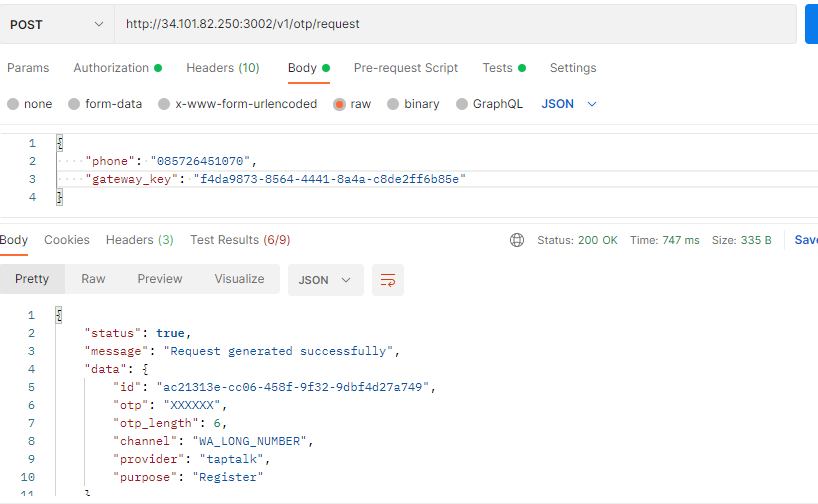 POST http://34.101.82.250:3002/v1/otp/request
Params Authorization Headers (10) Body Pre-request Script Tests Settings
none form-data x-www-form-urlencoded raw binary GraphQL JSON
1 {
2 "phone": "085726451070",
3 "gateway_key": "f4da9873-8564-4441-8a4a-c8de2ff6b85e"
4 }
Body Cookies Headers (3) Test Results (6/9) Status: 200 OK Time: 747 ms Size: 335 B Save
Pretty Raw Preview Visualize JSON
1 {
2 "status": true,
3 "message": "Request generated successfully",
4 "data": {
5 "id": "ac21313e-cc06-458f-9f32-9dbf4d27a749",
6 "otp": "XXXXXX",
7 "otp_length": 6,
8 "channel": "WA_LONG_NUMBER",
9 "provider": "taptalk",
10 "purpose": "Register"
11 }